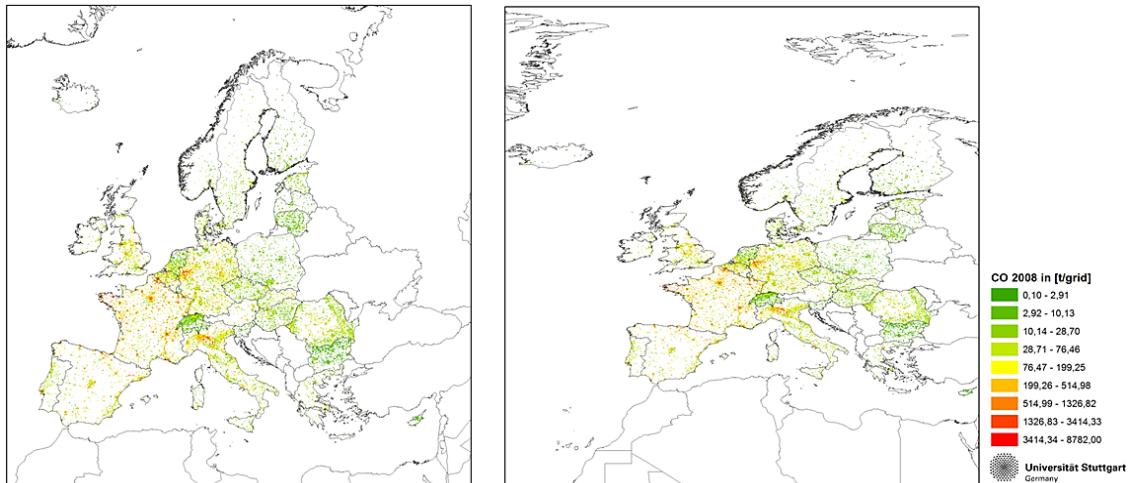 CO 2008 in [t/grid]
0,10 - 2,91
2,92 - 10,13
10,14 - 28,70
28,71 - 76,46
76,47 - 199,25
199,26 - 514,98
514,99 - 1326,82
1326,83 - 3414,33
3414,34 - 8782,00
Universität Stuttgart
Germany